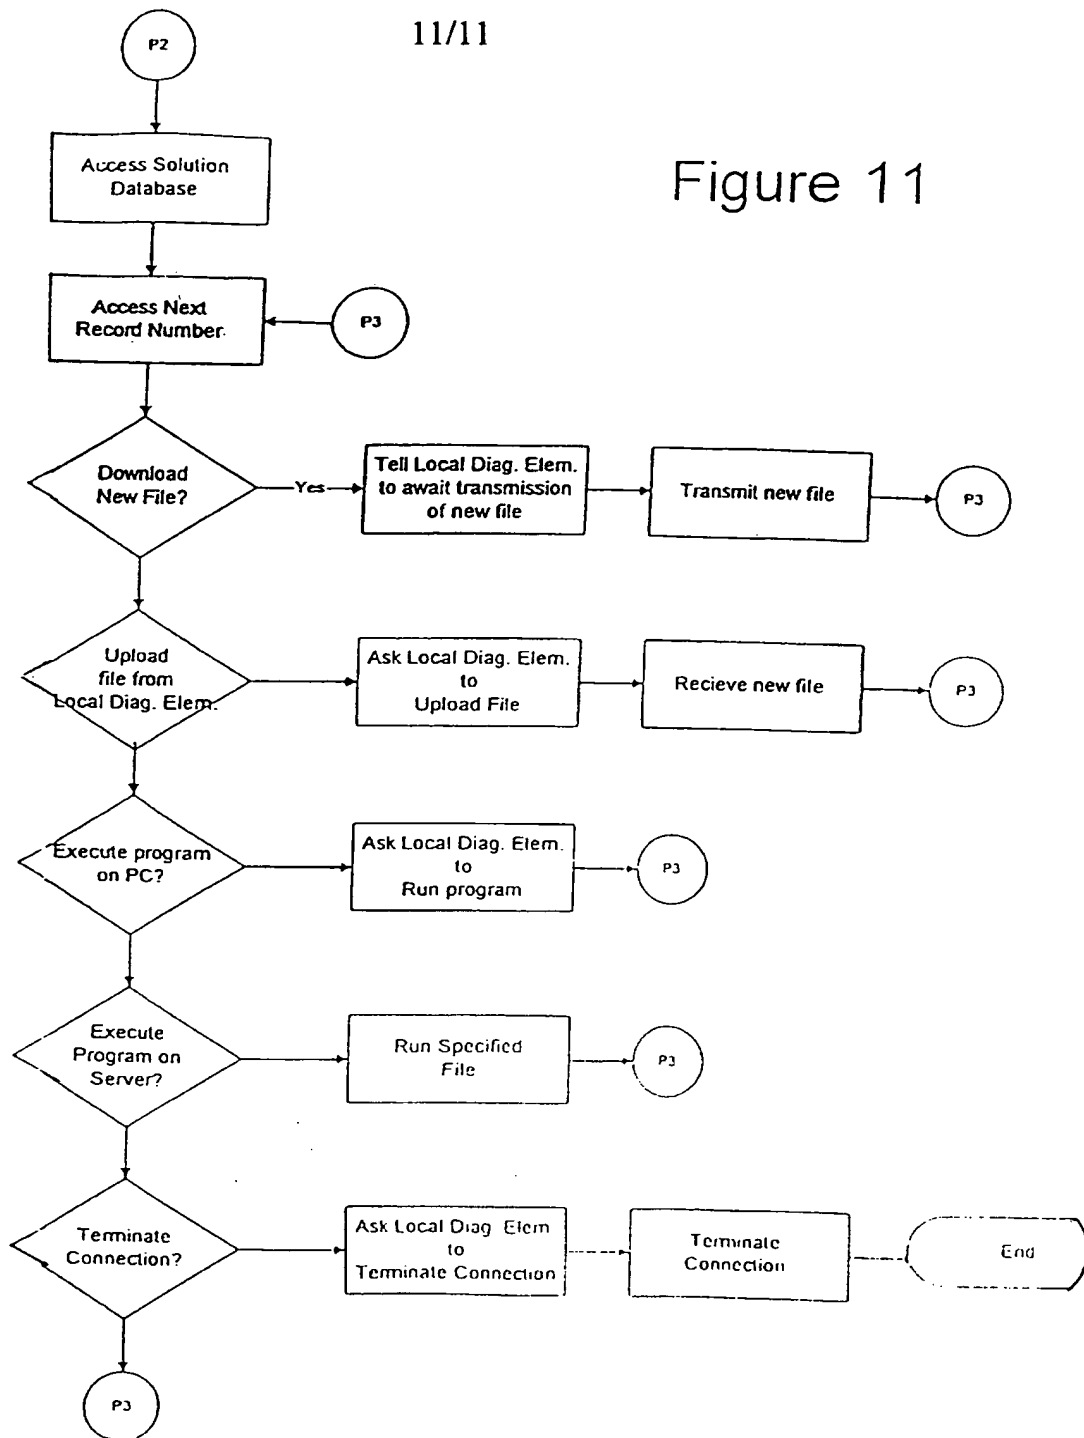 11/11
P2
Access Solution
Database
Figure 11
Access Next
Record Number.
P3
Download
New File?
Yes
Tell Local Diag. Elem.
to await transmission
of new file
Transmit new file
P3
Upload
file from
Local Diag. Elem.
Ask Local Diag. Elem.
to
Upload File
Recieve new file
P3
Execute program
on PC?
Ask Local Diag. Elem.
to
Run program
P3
Execute
Program on
Server?
Run Specified
File
P3
Terminate
Connection?
Ask Local Diag Elem
to
Terminate Connection
Terminate
Connection
End
P3